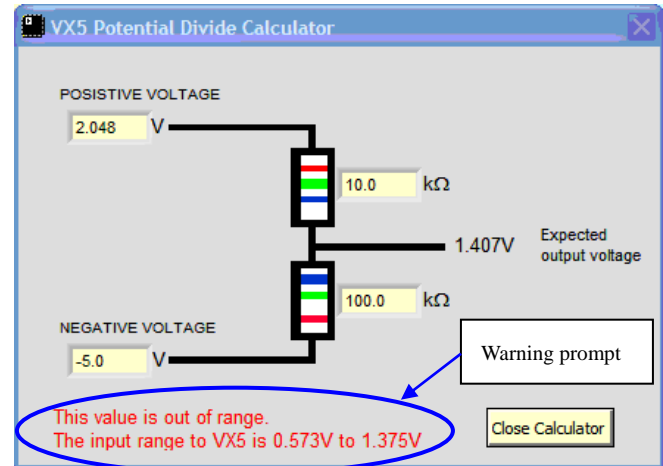 VX5 Potential Divide Calculator
POSISTIVE VOLTAGE
2.048 V
10.0 kΩ
1.407V
Expected
output voltage
100.0 kΩ
NEGATIVE VOLTAGE
-5.0 V
Warning prompt
This value is out of range.
The input range to VX5 is 0.573V to 1.375V
Close Calculator